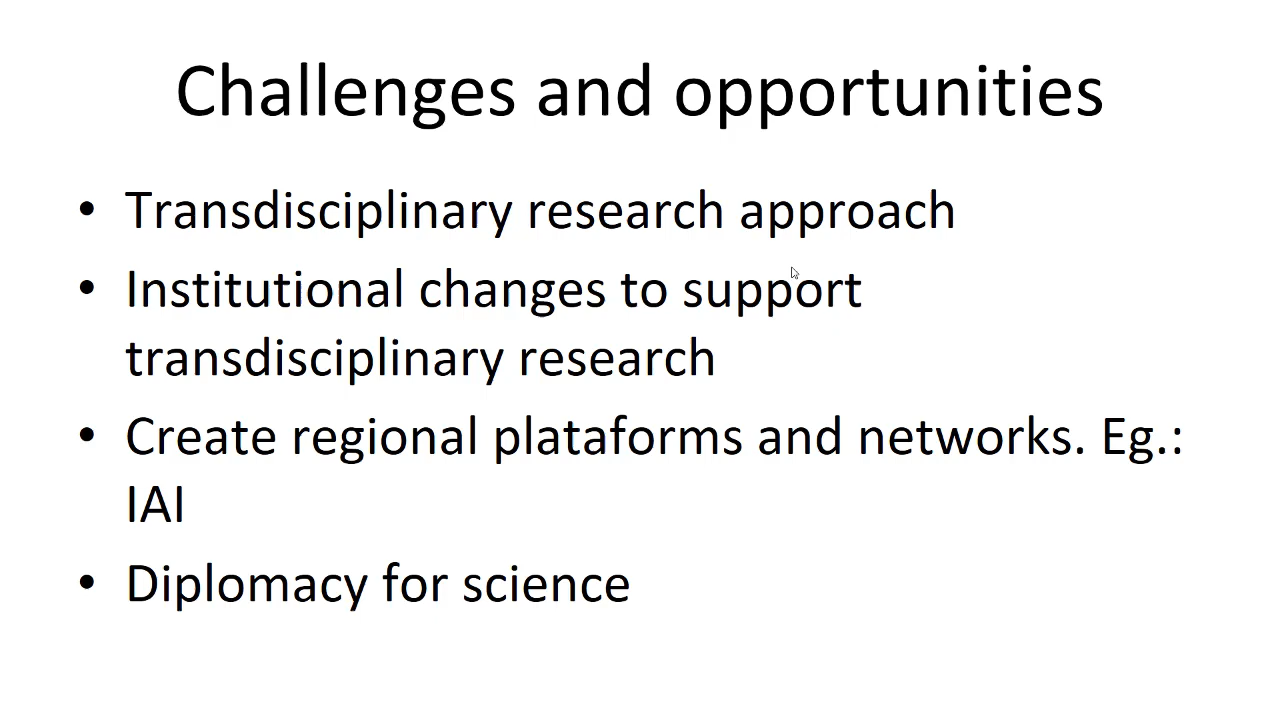 Challenges and opportunities
• Transdisciplinary research approach
• Institutional changes to support
transdisciplinary research
• Create regional plataforms and networks. Eg.:
IAI
• Diplomacy for science